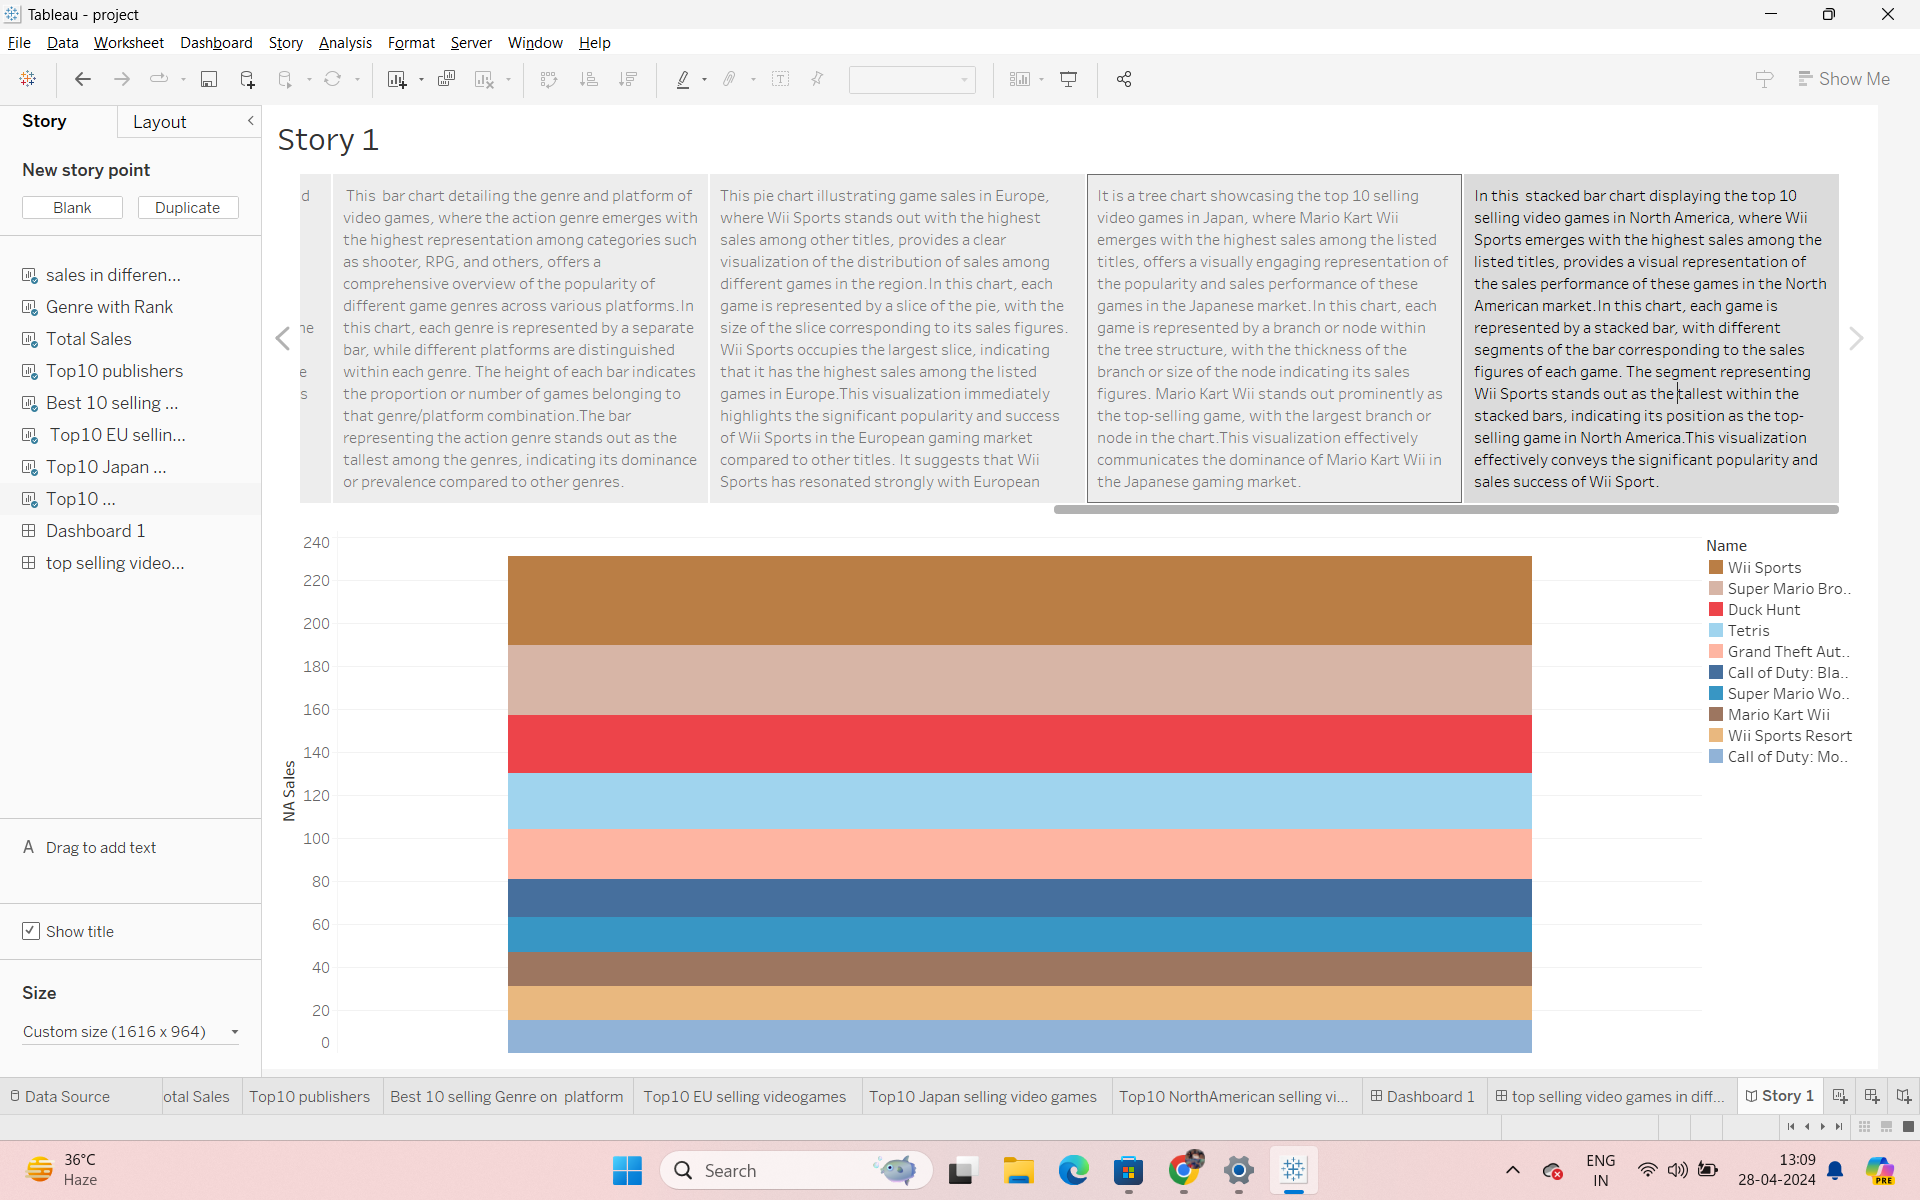 Tableau - project
File Data Worksheet Dashboard Story Analysis Format Server Window Help
Show Me
Story
Layout
New story point
Blank
Duplicate
sales in differen...
Genre with Rank
Total Sales
Top10 publishers
Best 10 selling ...
Top10 EU sellin...
Top10 Japan ...
Top10 ...
Dashboard 1
top selling video...
A Drag to add text
Show title
Size
Custom size (1616 x 964)
Story 1
d
ne
e
s
This bar chart detailing the genre and platform of
video games, where the action genre emerges with
the highest representation among categories such
as shooter, RPG, and others, offers a
comprehensive overview of the popularity of
different game genres across various platforms.In
this chart, each genre is represented by a separate
bar, while different platforms are distinguished
within each genre. The height of each bar indicates
the proportion or number of games belonging to
that genre/platform combination.The bar
representing the action genre stands out as the
tallest among the genres, indicating its dominance
or prevalence compared to other genres.
This pie chart illustrating game sales in Europe,
where Wii Sports stands out with the highest
sales among other titles, provides a clear
visualization of the distribution of sales among
different games in the region.In this chart, each
game is represented by a slice of the pie, with the
size of the slice corresponding to its sales figures.
Wii Sports occupies the largest slice, indicating
that it has the highest sales among the listed
games in Europe.This visualization immediately
highlights the significant popularity and success
of Wii Sports in the European gaming market
compared to other titles. It suggests that Wii
Sports has resonated strongly with European
It is a tree chart showcasing the top 10 selling
video games in Japan, where Mario Kart Wii
emerges with the highest sales among the listed
titles, offers a visually engaging representation of
the popularity and sales performance of these
games in the Japanese market.In this chart, each
game is represented by a branch or node within
the tree structure, with the thickness of the
branch or size of the node indicating its sales
figures. Mario Kart Wii stands out prominently as
the top-selling game, with the largest branch or
node in the chart.This visualization effectively
communicates the dominance of Mario Kart Wii in
the Japanese gaming market.
In this stacked bar chart displaying the top 10
selling video games in North America, where Wii
Sports emerges with the highest sales among the
listed titles, provides a visual representation of
the sales performance of these games in the North
American market.In this chart, each game is
represented by a stacked bar, with different
segments of the bar corresponding to the sales
figures of each game. The segment representing
Wii Sports stands out as the tallest within the
stacked bars, indicating its position as the top-
selling game in North America.This visualization
effectively conveys the significant popularity and
sales success of Wii Sport.
240
220
200
180
160
140
120
100
80
60
40
20
0
NA Sales
Name
Wii Sports
Super Mario Bro..
Duck Hunt
Tetris
Grand Theft Aut..
Call of Duty: Bla..
Super Mario Wo..
Mario Kart Wii
Wii Sports Resort
Call of Duty: Mo..
Data Source
otal Sales
Top10 publishers
Best 10 selling Genre on platform
Top10 EU selling videogames
Top10 Japan selling video games
Top10 NorthAmerican selling vi...
Dashboard 1
top selling video games in diff...
Story 1
36°C
Haze
Search
PRE
ENG
IN
13:09
28-04-2024